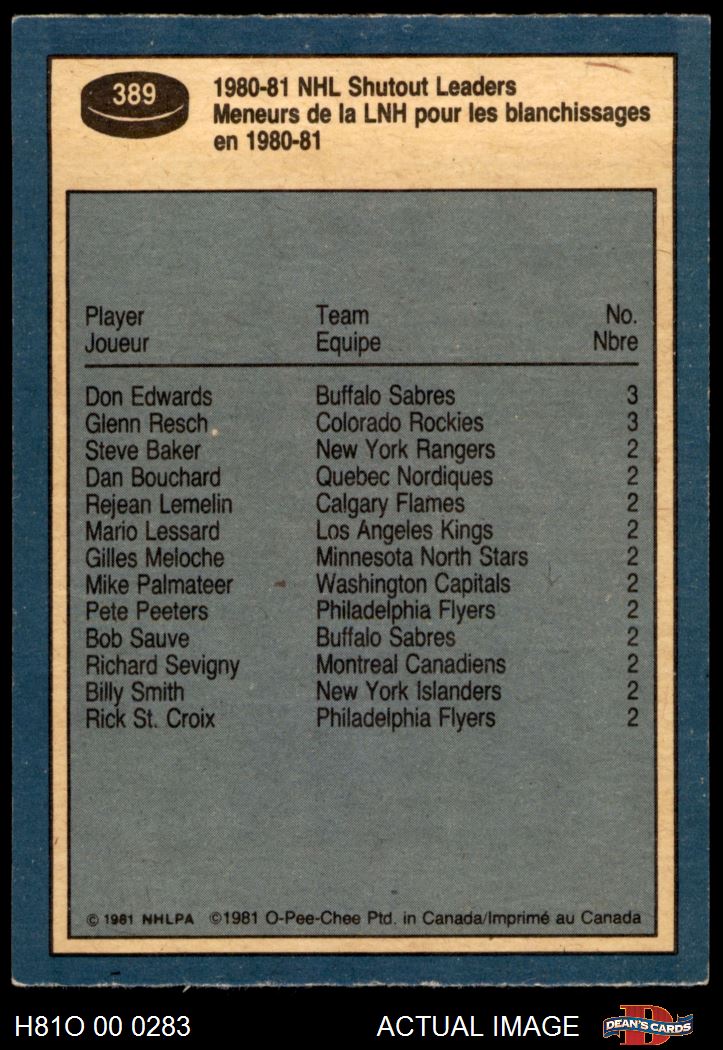 389
1980-81 NHL Shutout Leaders
Meneurs de la LNH pour les blanchissages
en 1980-81
Player Team No.
Joueur Equipe Nbre
Don Edwards Buffalo Sabres 3
Glenn Resch Colorado Rockies 3
Steve Baker New York Rangers 2
Dan Bouchard Quebec Nordiques 2
Rejean Lemelin Calgary Flames 2
Mario Lessard Los Angeles Kings 2
Gilles Meloche Minnesota North Stars 2
Mike Palmateer Washington Capitals 2
Pete Peeters Philadelphia Flyers 2
Bob Sauve Buffalo Sabres 2
Richard Sevigny Montreal Canadiens 2
Billy Smith New York Islanders 2
Rick St. Croix Philadelphia Flyers 2
© 1981 NHLPA ©1981 O-Pee-Chee Ptd. in Canada/Imprimé au Canada
H81O 00 0283 ACTUAL IMAGE D DEAN'S CARDS